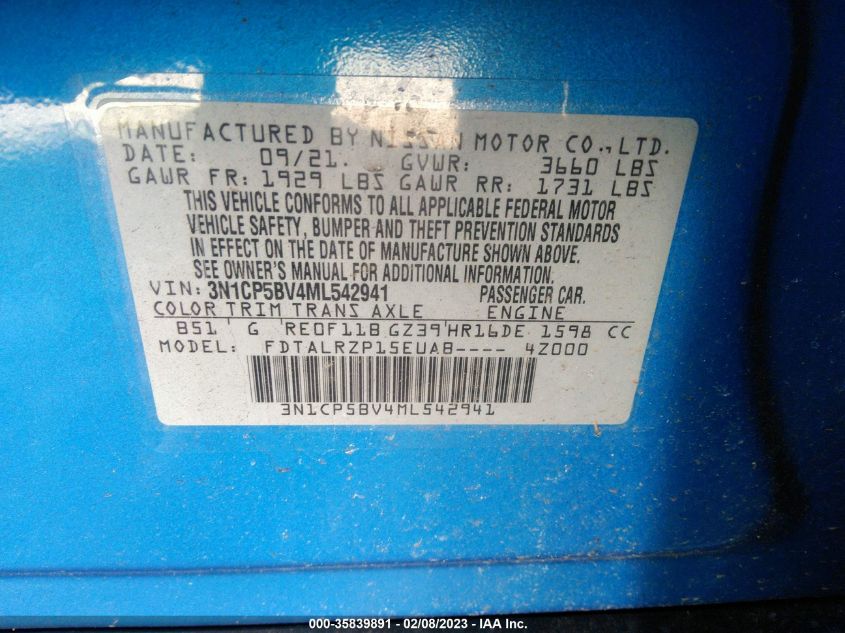 MANUFACTURED BY NISSAN MOTOR CO., LTD.
DATE: 09/21. GVWR: 3660 LBS
GAWR FR: 1929 LBS GAWR RR: 1731 LBS
THIS VEHICLE CONFORMS TO ALL APPLICABLE FEDERAL MOTOR
VEHICLE SAFETY, BUMPER AND THEFT PREVENTION STANDARDS
IN EFFECT ON THE DATE OF MANUFACTURE SHOWN ABOVE.
SEE OWNER'S MANUAL FOR ADDITIONAL INFORMATION.
VIN: 3N1CP5BV4ML542941 PASSENGER CAR.
COLOR TRIM TRANS AXLE ENGINE
B51 G RE0F11B GZ39 HR16DE 1598 CC
MODEL: FDTALRZP15EUAB---- 4Z000
3N1CP5BV4ML542941
000-35839891 — 02/08/2023 — IAA Inc.